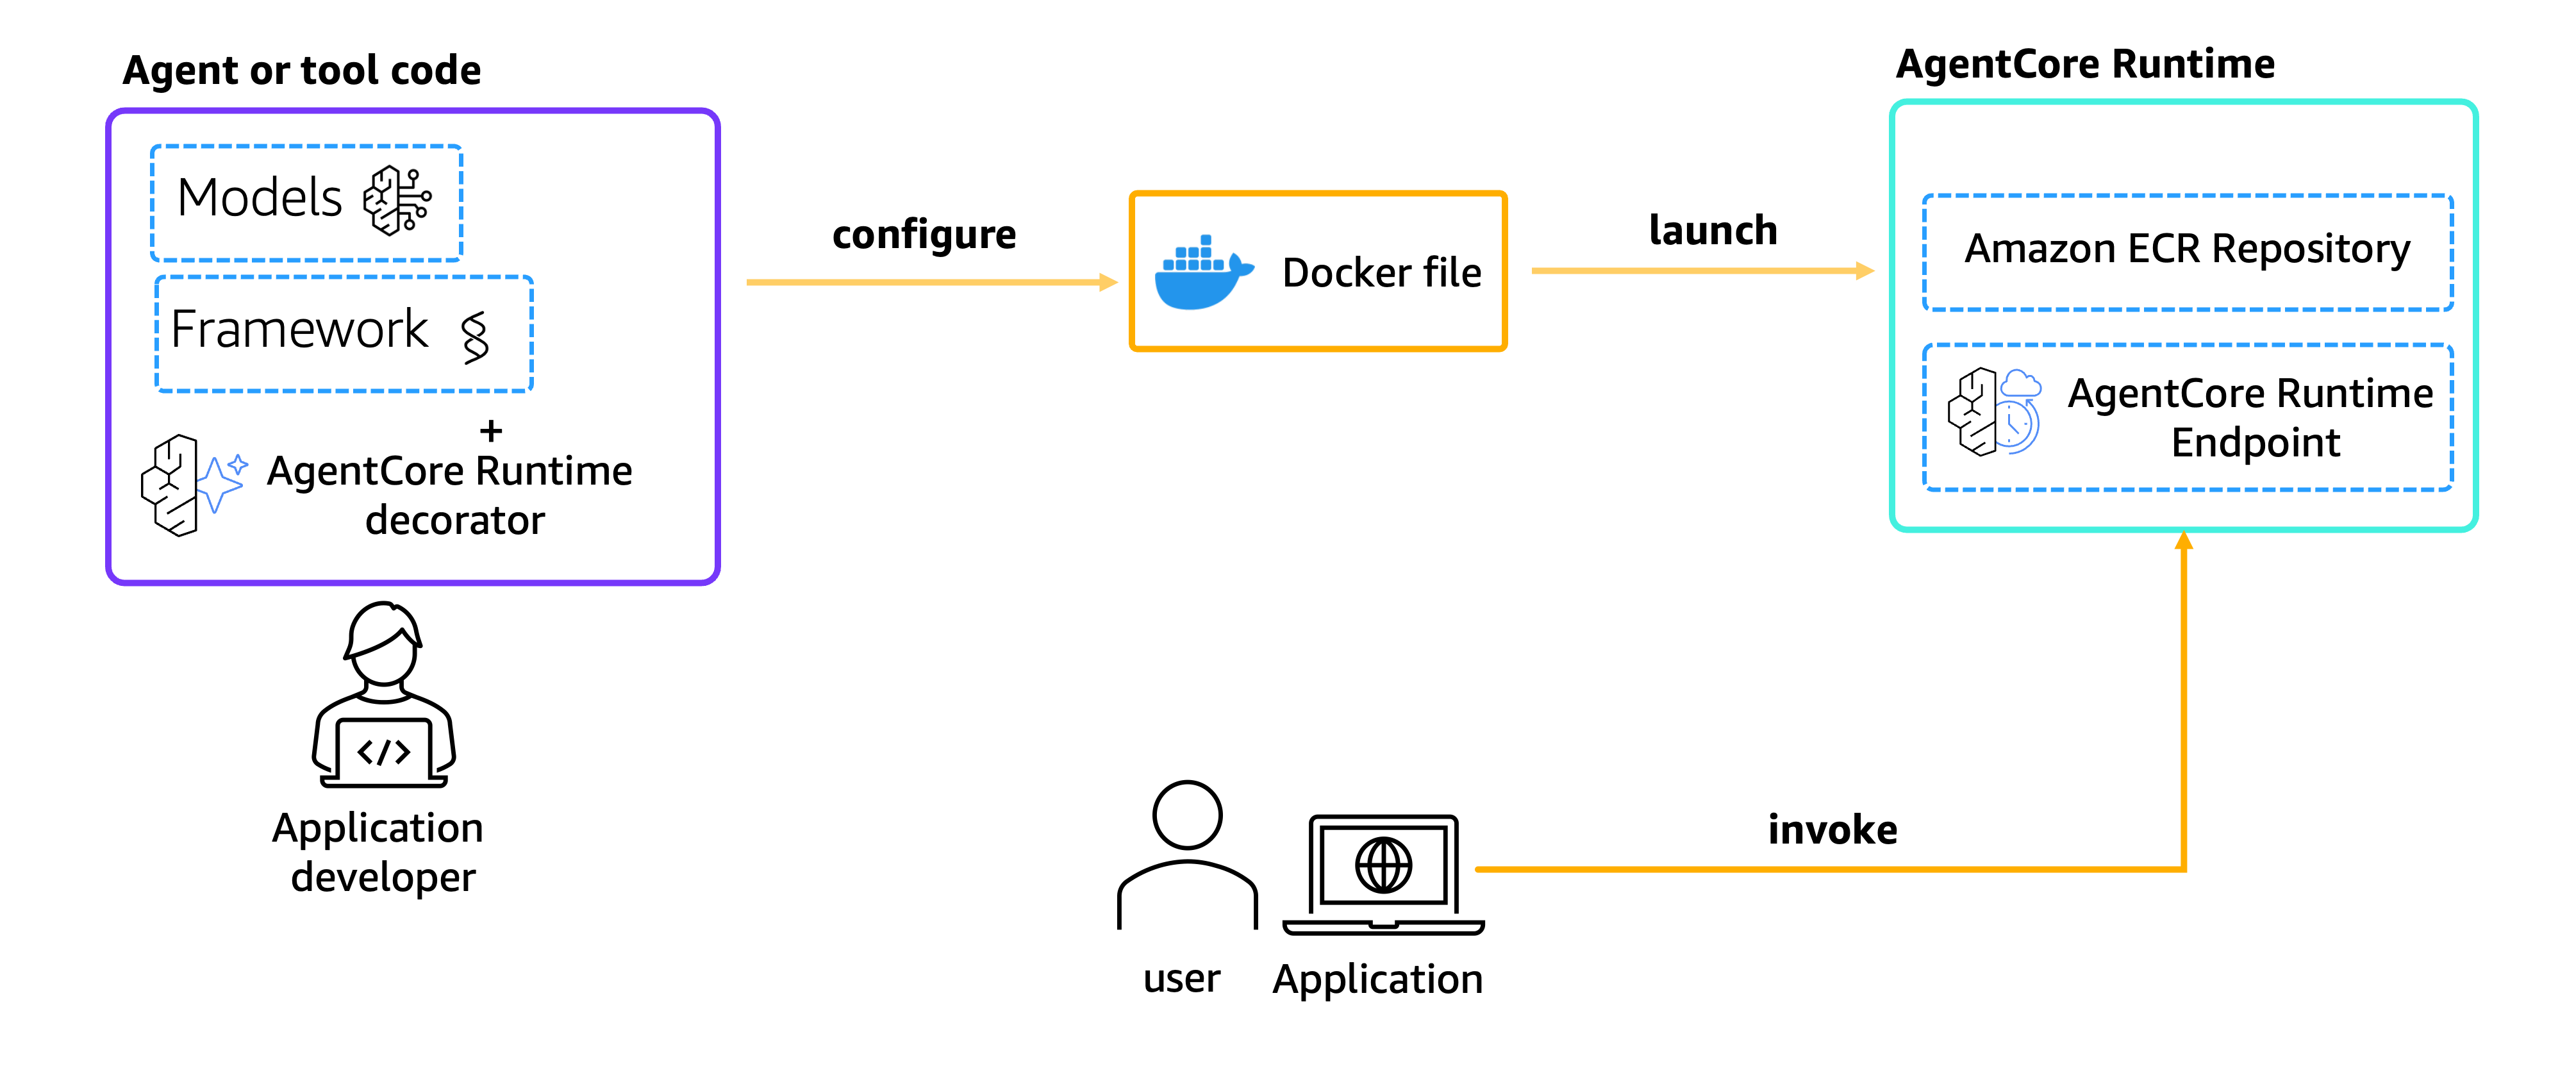 Agent or tool code
Models
Framework
+
AgentCore Runtime
decorator
Application
developer
configure
Docker file
launch
AgentCore Runtime
Amazon ECR Repository
AgentCore Runtime
Endpoint
</>
user
Application
invoke